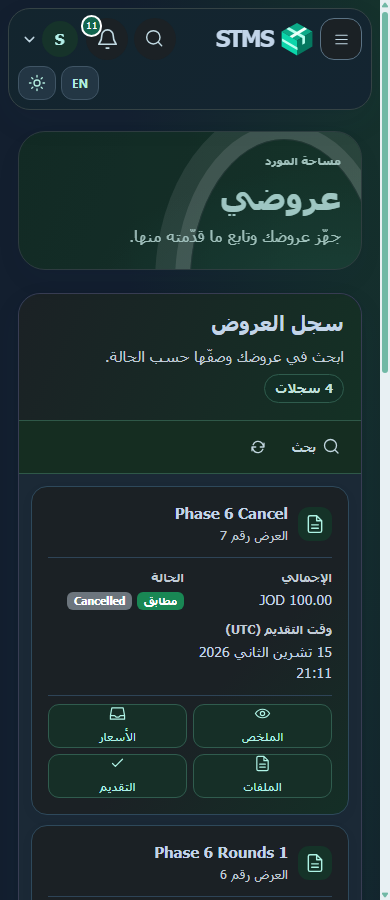 STMS
11
S
EN
مساحة المورد
عروضي
جهّز عروضك وتابع ما قدّمته منها.
سجل العروض
ابحث في عروضك وصفّها حسب الحالة.
4 سجلات
بحث
Phase 6 Cancel
العرض رقم 7
الإجمالي
JOD 100.00
الحالة
مطابق
Cancelled
وقت التقديم (UTC)
15 تشرين الثاني 2026
21:11
الملخص
الأسعار
الملفات
التقديم
Phase 6 Rounds 1
العرض رقم 6